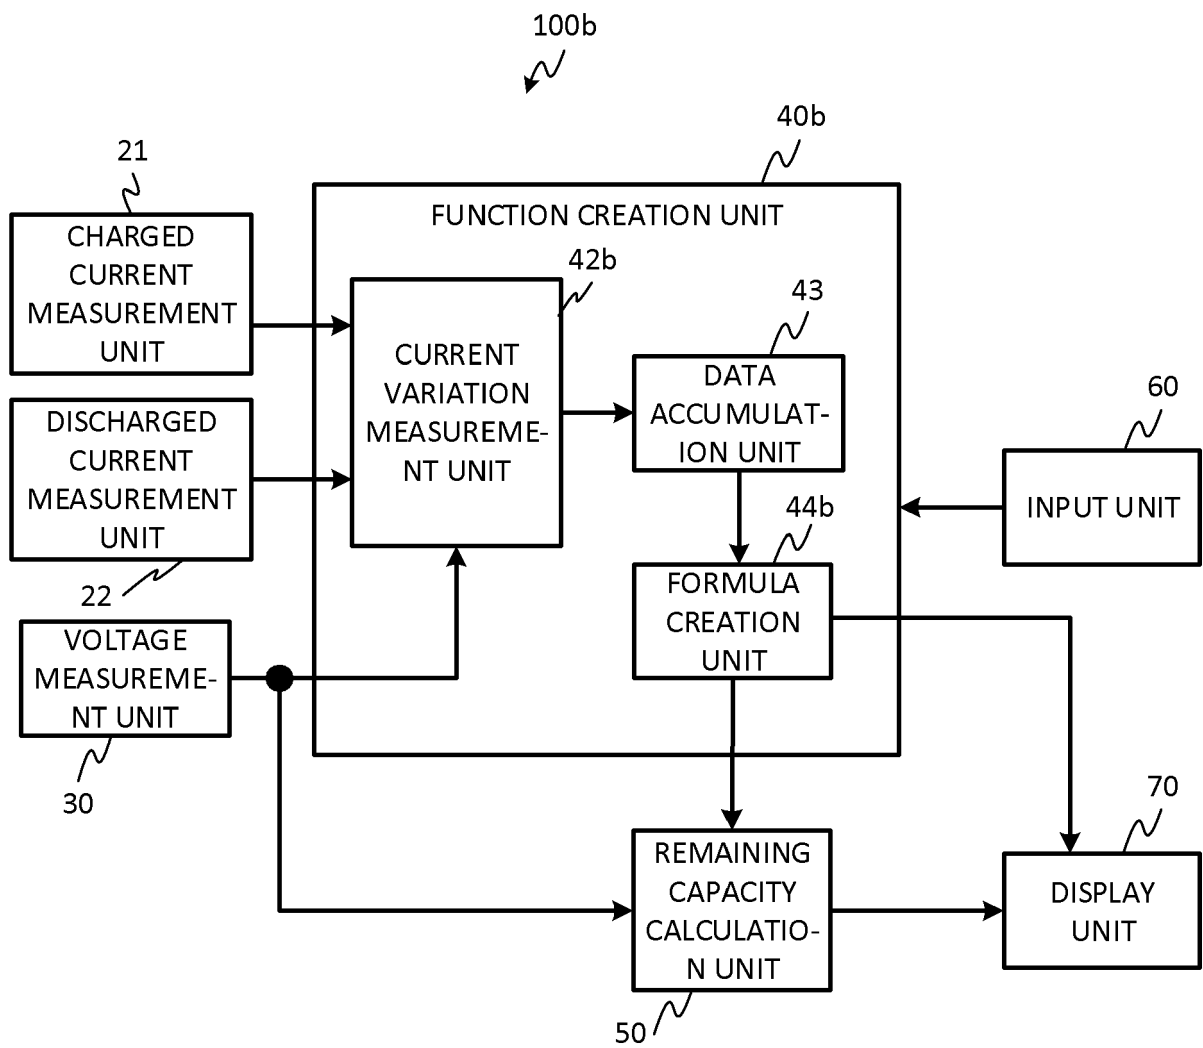 100b
40b
21
FUNCTION CREATION UNIT
CHARGED
CURRENT
MEASUREMENT
UNIT
42b
43
CURRENT
VARIATION
MEASUREME-
NT UNIT
DATA
ACCUMULAT-
ION UNIT
60
DISCHARGED
CURRENT
MEASUREMENT
UNIT
INPUT UNIT
44b
22
FORMULA
CREATION
UNIT
VOLTAGE
MEASUREME-
NT UNIT
30
70
REMAINING
CAPACITY
CALCULATIO-
N UNIT
DISPLAY
UNIT
50